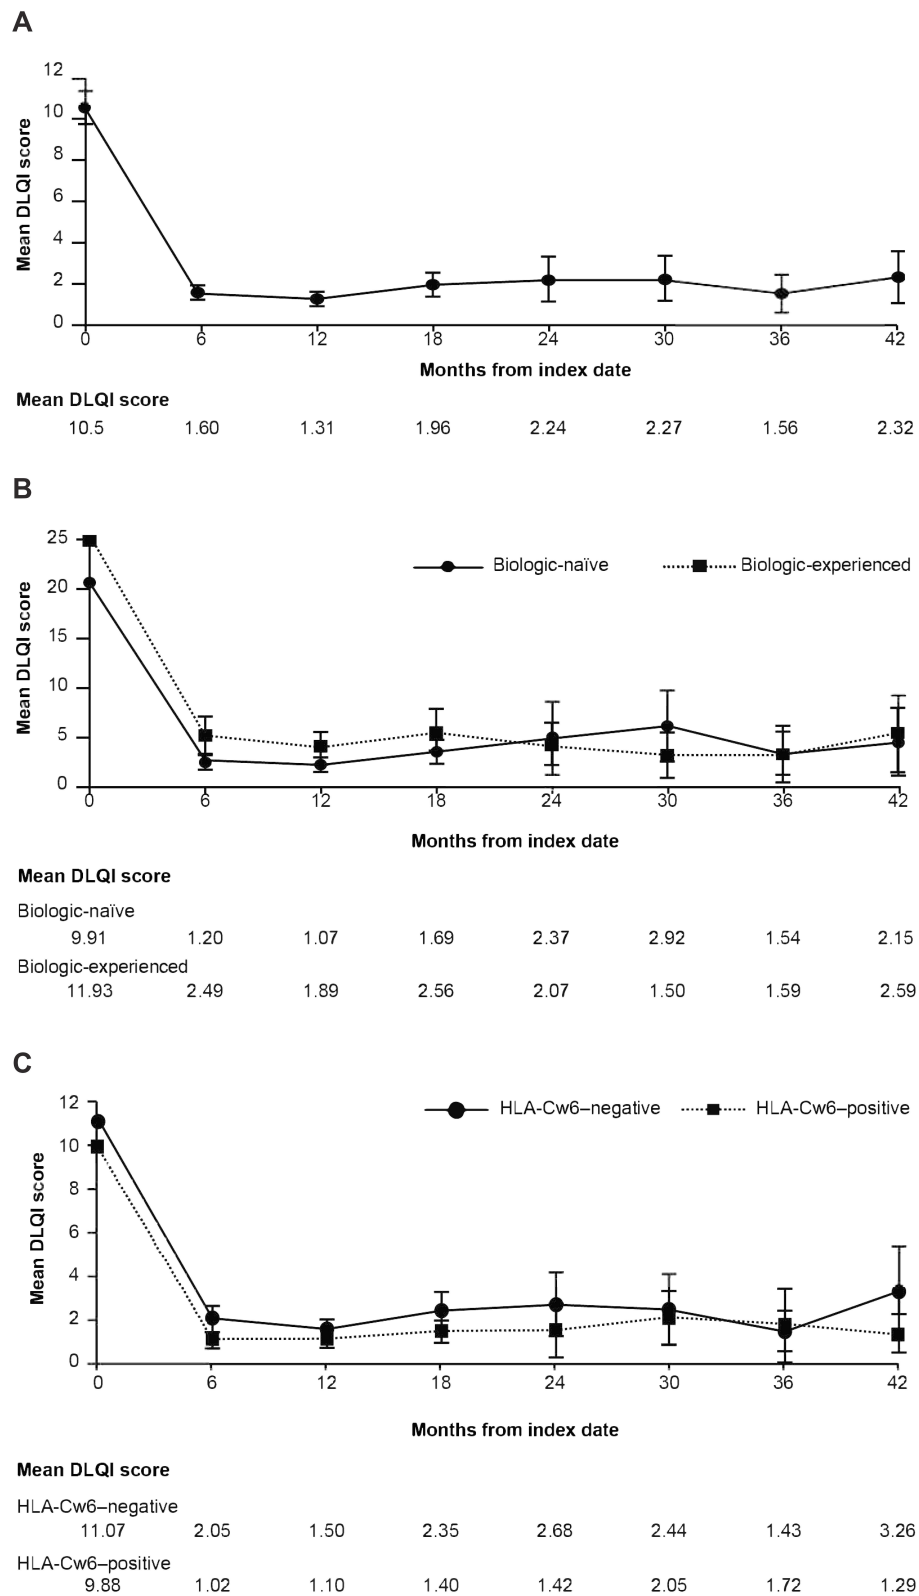 A
12
10
8
6
4
2
0
Mean DLQI score
0 6 12 18 24 30 36 42
Months from index date
Mean DLQI score
10.5 1.60 1.31 1.96 2.24 2.27 1.56 2.32
B
25
20
15
10
5
0
Mean DLQI score
Biologic-naïve Biologic-experienced
0 6 12 18 24 30 36 42
Months from index date
Mean DLQI score
Biologic-naïve
9.91 1.20 1.07 1.69 2.37 2.92 1.54 2.15
Biologic-experienced
11.93 2.49 1.89 2.56 2.07 1.50 1.59 2.59
C
12
10
8
6
4
2
0
Mean DLQI score
HLA-Cw6–negative HLA-Cw6–positive
0 6 12 18 24 30 36 42
Months from index date
Mean DLQI score
HLA-Cw6–negative
11.07 2.05 1.50 2.35 2.68 2.44 1.43 3.26
HLA-Cw6–positive
9.88 1.02 1.10 1.40 1.42 2.05 1.72 1.29